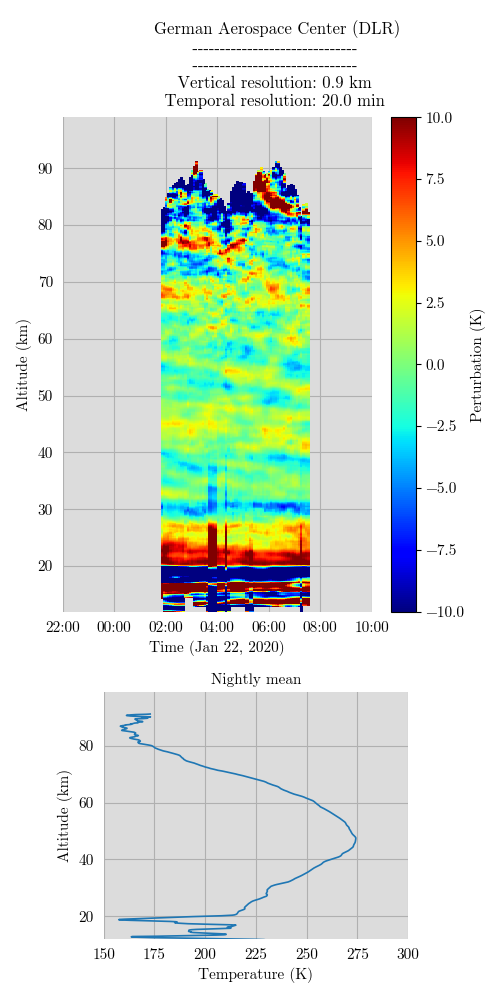 German Aerospace Center (DLR)
------------------------------
------------------------------
Vertical resolution: 0.9 km
Temporal resolution: 20.0 min
90
80
70
60
50
40
30
20
Altitude (km)
22:00 00:00 02:00 04:00 06:00 08:00 10:00
Time (Jan 22, 2020)
10.0
7.5
5.0
2.5
0.0
−2.5
−5.0
−7.5
−10.0
Perturbation (K)
Nightly mean
80
60
40
20
Altitude (km)
150 175 200 225 250 275 300
Temperature (K)